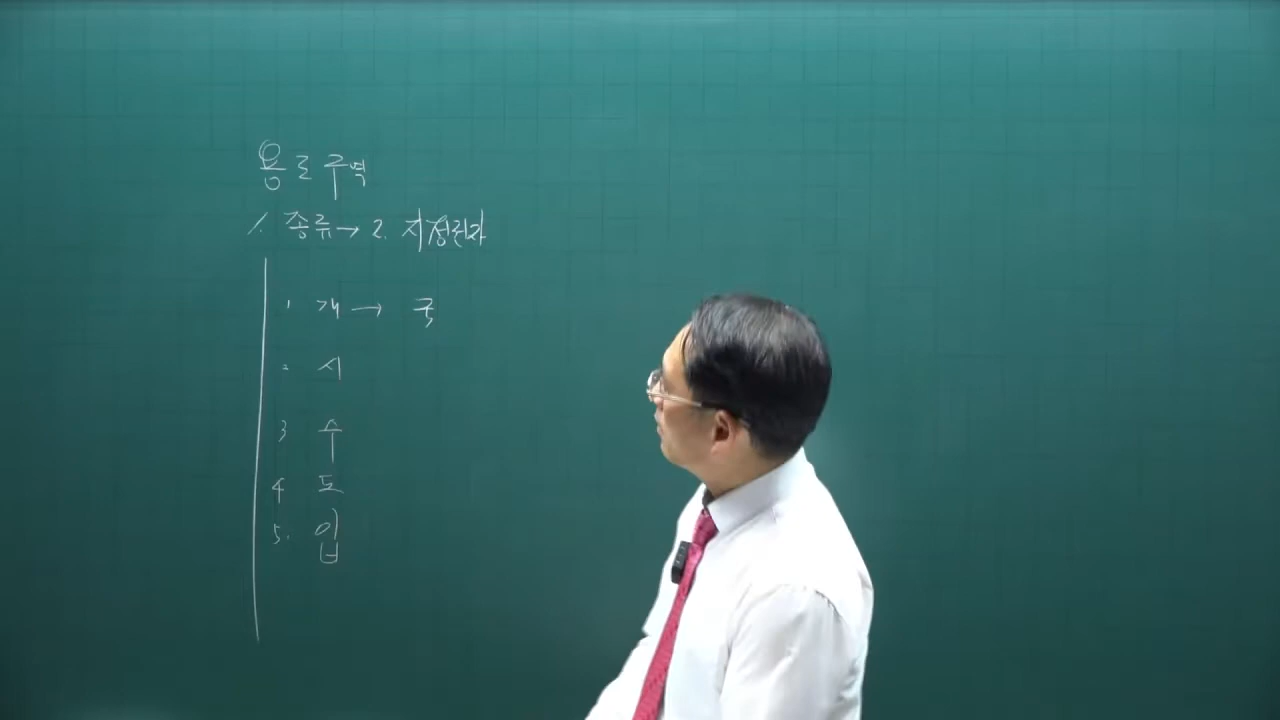 용도구역
1. 종류→ 2. 지정권자
1 개 → 국
2 시
3 수
4 도
5. 입